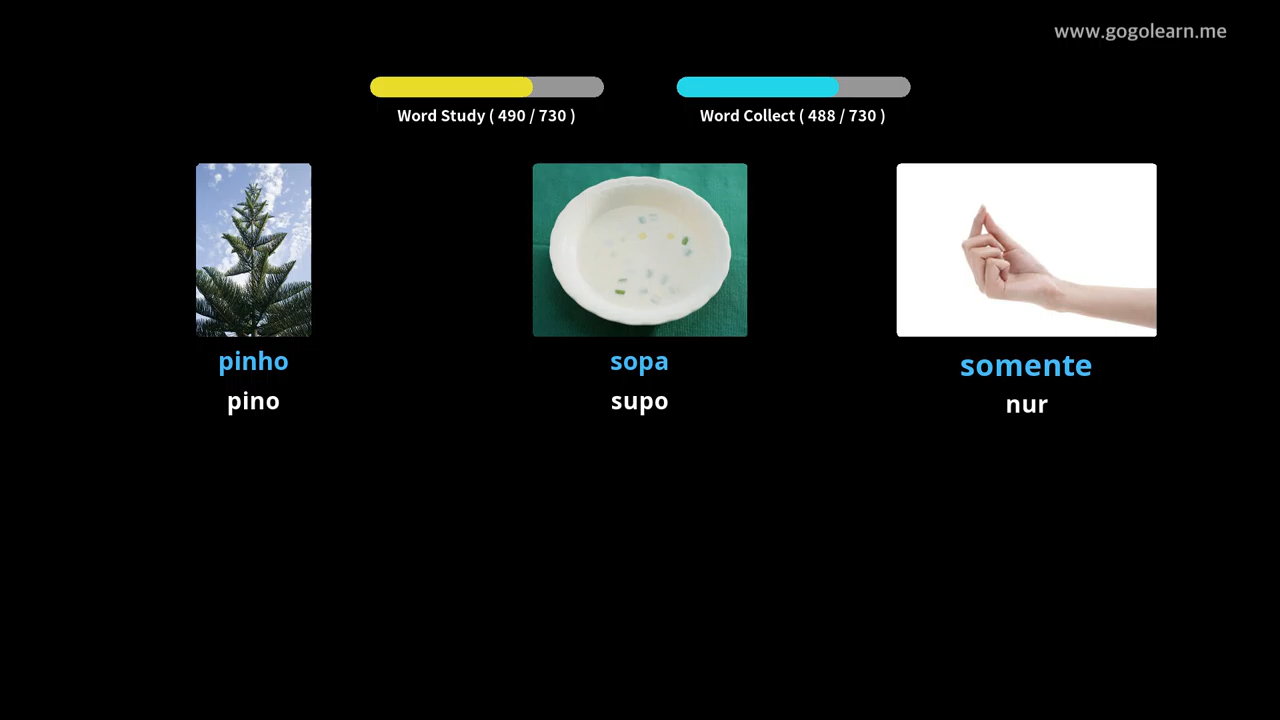 www.gogolearn.me
Word Study ( 490 / 730 )
Word Collect ( 488 / 730 )
pinho
pino
sopa
supo
somente
nur